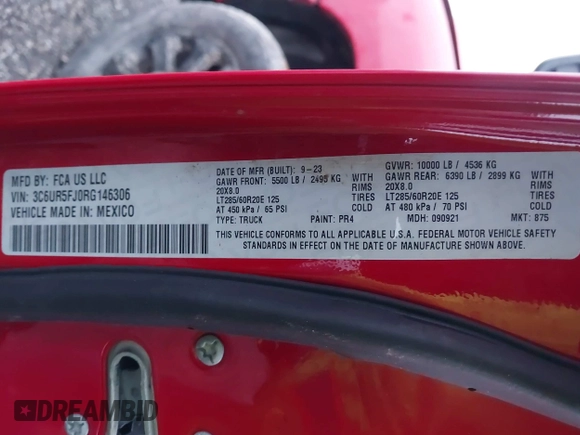 MFD BY: FCA US LLC
VIN: 3C6UR5FJ0RG146306
VEHICLE MADE IN: MEXICO
DATE OF MFR (BUILT): 9-23
GAWR FRONT: 5500 LB / 2495 KG
WITH
20X8.0 RIMS
LT285/60R20E 125 TIRES
AT 450 kPa / 65 PSI COLD
TYPE: TRUCK PAINT: PR4
GVWR: 10000 LB / 4536 KG
GAWR REAR: 6390 LB / 2899 KG
WITH
20X8.0 RIMS
LT285/60R20E 125 TIRES
AT 480 kPa / 70 PSI COLD
MDH: 090921 MKT: 875
THIS VEHICLE CONFORMS TO ALL APPLICABLE U.S.A. FEDERAL MOTOR VEHICLE SAFETY
STANDARDS IN EFFECT ON THE DATE OF MANUFACTURE SHOWN ABOVE.
DREAMBID